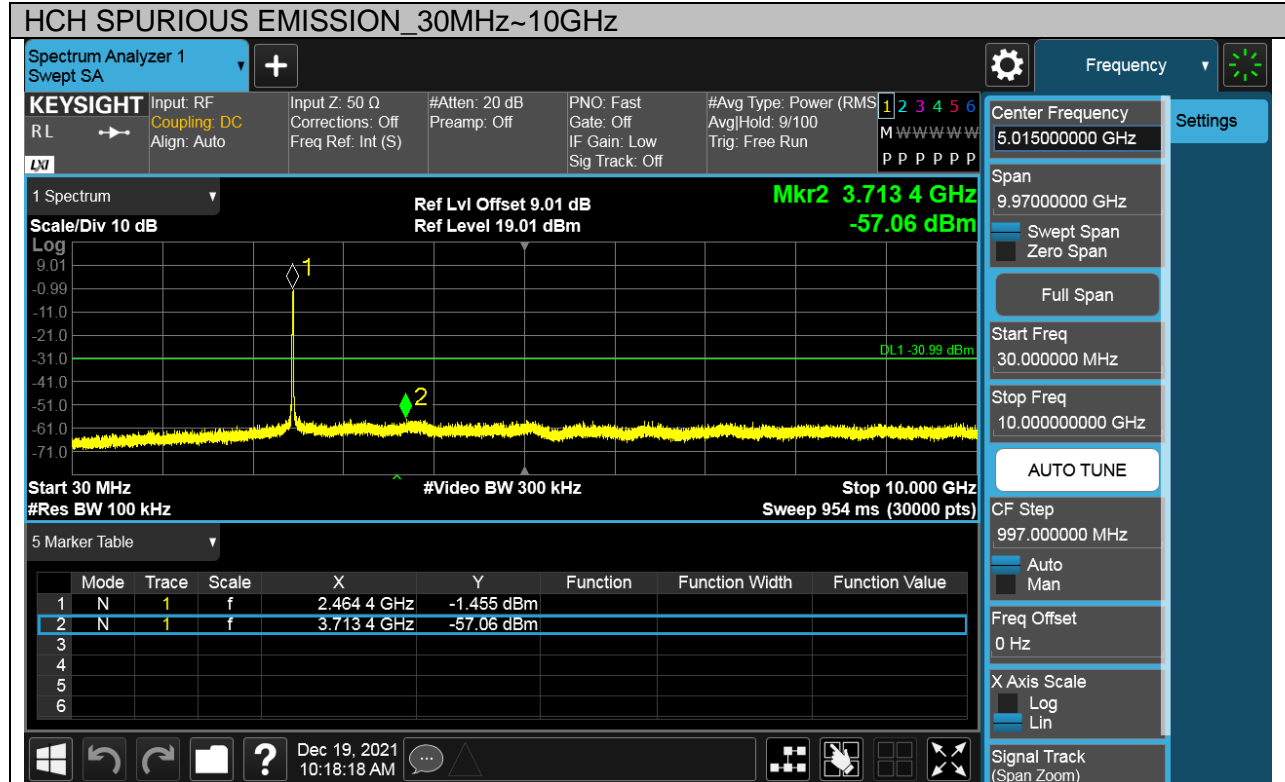 HCH SPURIOUS EMISSION_30MHz~10GHz
Spectrum Analyzer 1
Swept SA
Frequency
KEYSIGHT
R L
LXI
Input: RF
Coupling: DC
Align: Auto
Input Z: 50 Ω
Corrections: Off
Freq Ref: Int (S)
#Atten: 20 dB
Preamp: Off
PNO: Fast
Gate: Off
IF Gain: Low
Sig Track: Off
#Avg Type: Power (RMS
Avg|Hold: 9/100
Trig: Free Run
1 2 3 4 5 6
M W W W W W
P P P P P P
1 Spectrum
Scale/Div 10 dB
Ref Lvl Offset 9.01 dB
Ref Level 19.01 dBm
Mkr2 3.713 4 GHz
-57.06 dBm
Log
9.01
-0.99
-11.0
-21.0
-31.0
-41.0
-51.0
-61.0
-71.0
1
2
DL1 -30.99 dBm
Start 30 MHz
#Video BW 300 kHz
Stop 10.000 GHz
#Res BW 100 kHz
Sweep 954 ms (30000 pts)
5 Marker Table
Mode Trace Scale X Y Function Function Width Function Value
1 N 1 f 2.464 4 GHz -1.455 dBm
2 N 1 f 3.713 4 GHz -57.06 dBm
3
4
5
6
?
Dec 19, 2021
10:18:18 AM
Center Frequency
5.015000000 GHz
Settings
Span
9.97000000 GHz
Swept Span
Zero Span
Full Span
Start Freq
30.000000 MHz
Stop Freq
10.000000000 GHz
AUTO TUNE
CF Step
997.000000 MHz
Auto
Man
Freq Offset
0 Hz
X Axis Scale
Log
Lin
Signal Track
(Span Zoom)